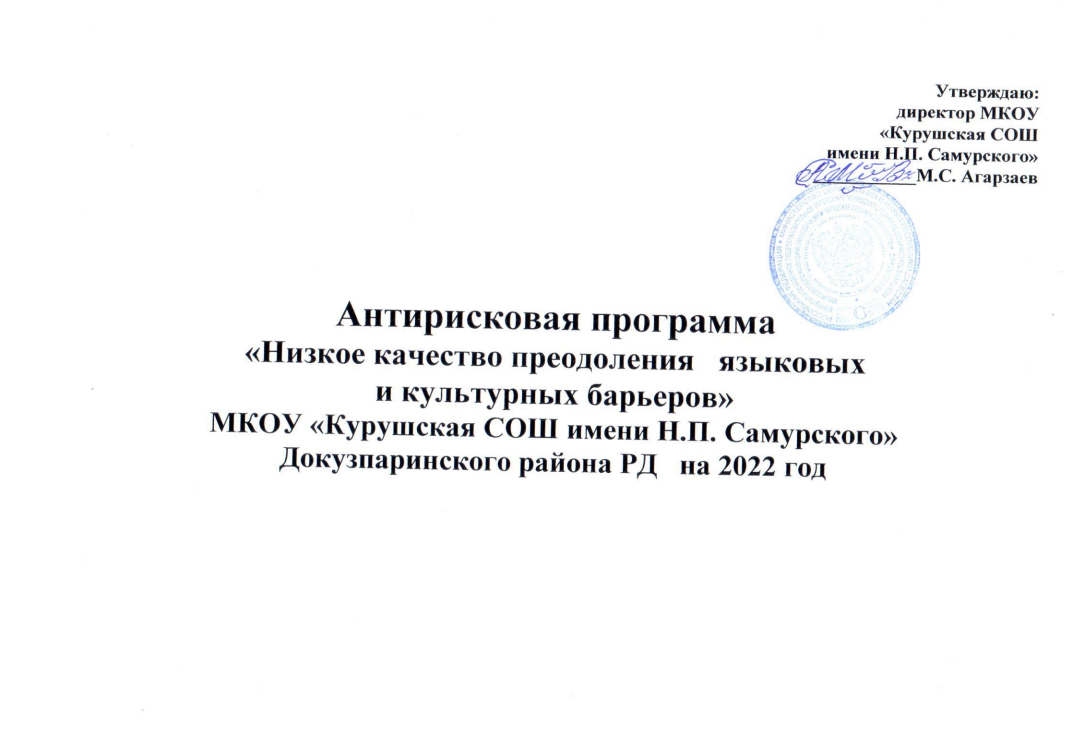 Утверждаю:
директор МКОУ
«Курушская СОШ
имени Н.П. Самурского»
____________М.С. Агарзаев
Антирисковая программа
«Низкое качество преодоления языковых
и культурных барьеров»
МКОУ «Курушская СОШ имени Н.П. Самурского»
Докузпаринского района РД на 2022 год